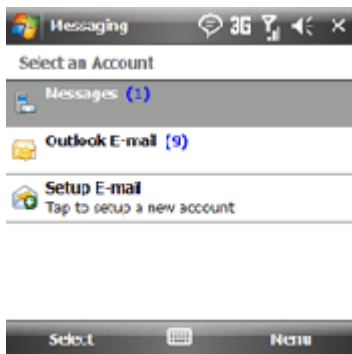 Messaging 3G
Select an Account
Messages (1)
Outlook E-mail (9)
Setup E-mail
Tap to setup a new account
Select Menu